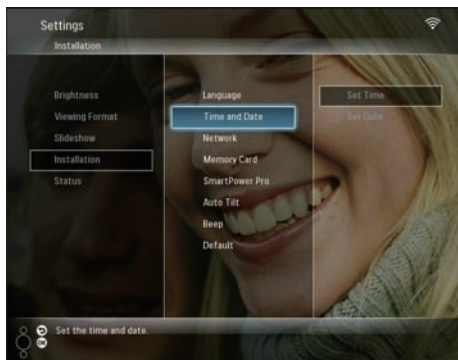 Settings
Installation
Brightness
Viewing Format
Slideshow
Installation
Status
Language
Time and Date
Network
Memory Card
SmartPower Pro
Auto Tilt
Beep
Default
Set Time
Set Date
Set the time and date.
OK